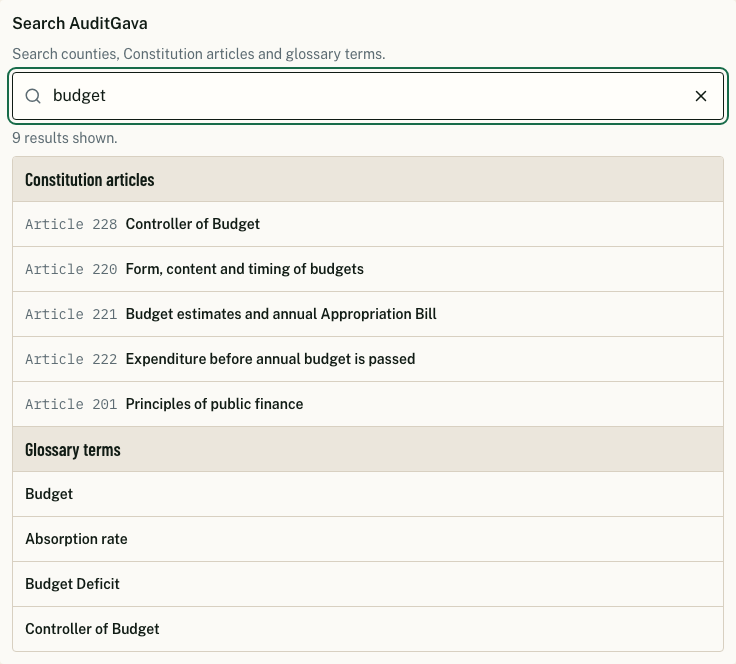 Search AuditGava
Search counties, Constitution articles and glossary terms.
budget
9 results shown.
Constitution articles
Article 228 Controller of Budget
Article 220 Form, content and timing of budgets
Article 221 Budget estimates and annual Appropriation Bill
Article 222 Expenditure before annual budget is passed
Article 201 Principles of public finance
Glossary terms
Budget
Absorption rate
Budget Deficit
Controller of Budget